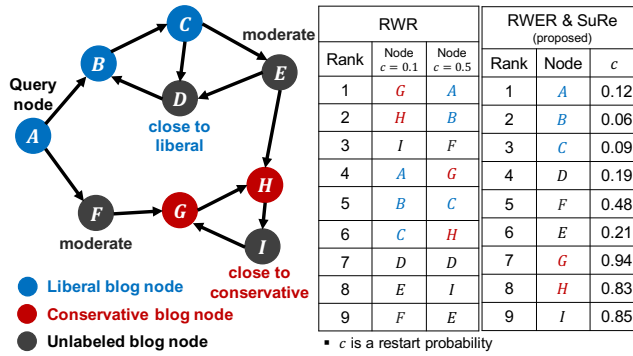 moderate
C
B
E
Query
node
D
A
close to
liberal
H
F
G
moderate
I
close to
conservative
Liberal blog node
Conservative blog node
Unlabeled blog node
RWR
Rank Node c = 0.1 Node c = 0.5
1 G A
2 H B
3 I F
4 A G
5 B C
6 C H
7 D D
8 E I
9 F E
RWER & SuRe
(proposed)
Rank Node c
1 A 0.12
2 B 0.06
3 C 0.09
4 D 0.19
5 F 0.48
6 E 0.21
7 G 0.94
8 H 0.83
9 I 0.85
▪ c is a restart probability